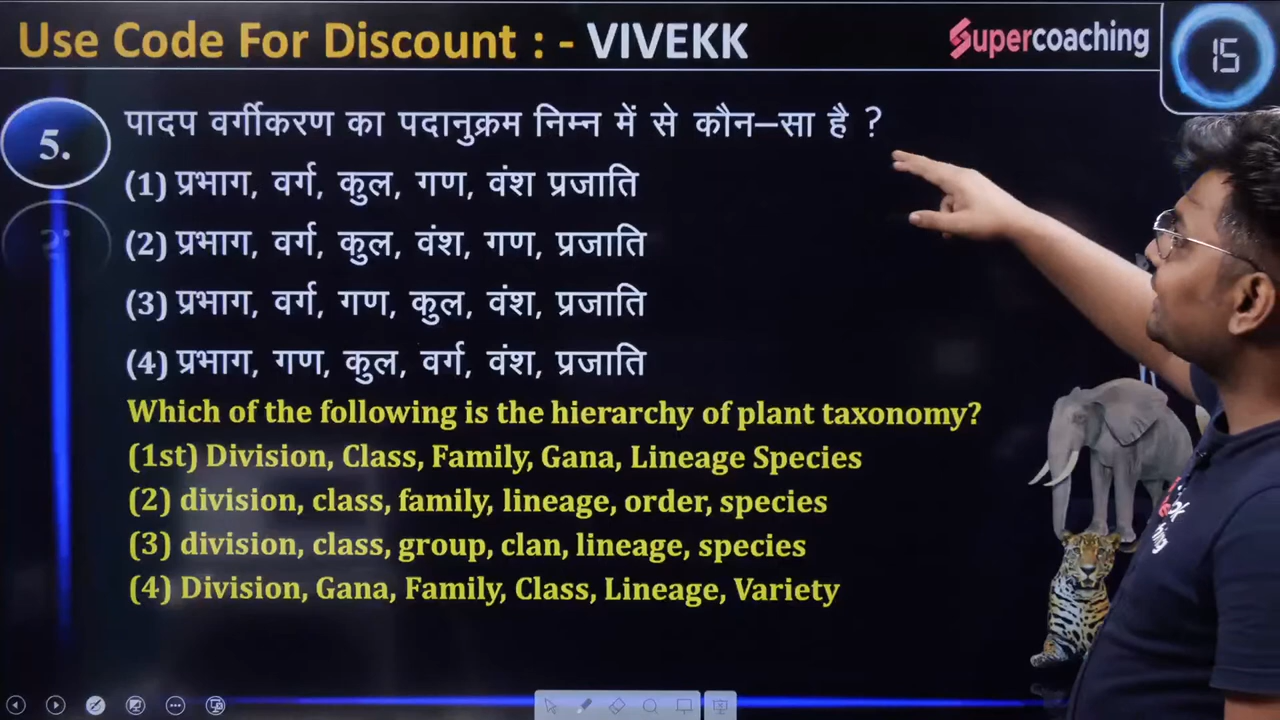 Use Code For Discount : - VIVEKK
Supercoaching
15
5.
पादप वर्गीकरण का पदानुक्रम निम्न में से कौन–सा है ?
(1) प्रभाग, वर्ग, कुल, गण, वंश प्रजाति
(2) प्रभाग, वर्ग, कुल, वंश, गण, प्रजाति
(3) प्रभाग, वर्ग, गण, कुल, वंश, प्रजाति
(4) प्रभाग, गण, कुल, वर्ग, वंश, प्रजाति
Which of the following is the hierarchy of plant taxonomy?
(1st) Division, Class, Family, Gana, Lineage Species
(2) division, class, family, lineage, order, species
(3) division, class, group, clan, lineage, species
(4) Division, Gana, Family, Class, Lineage, Variety